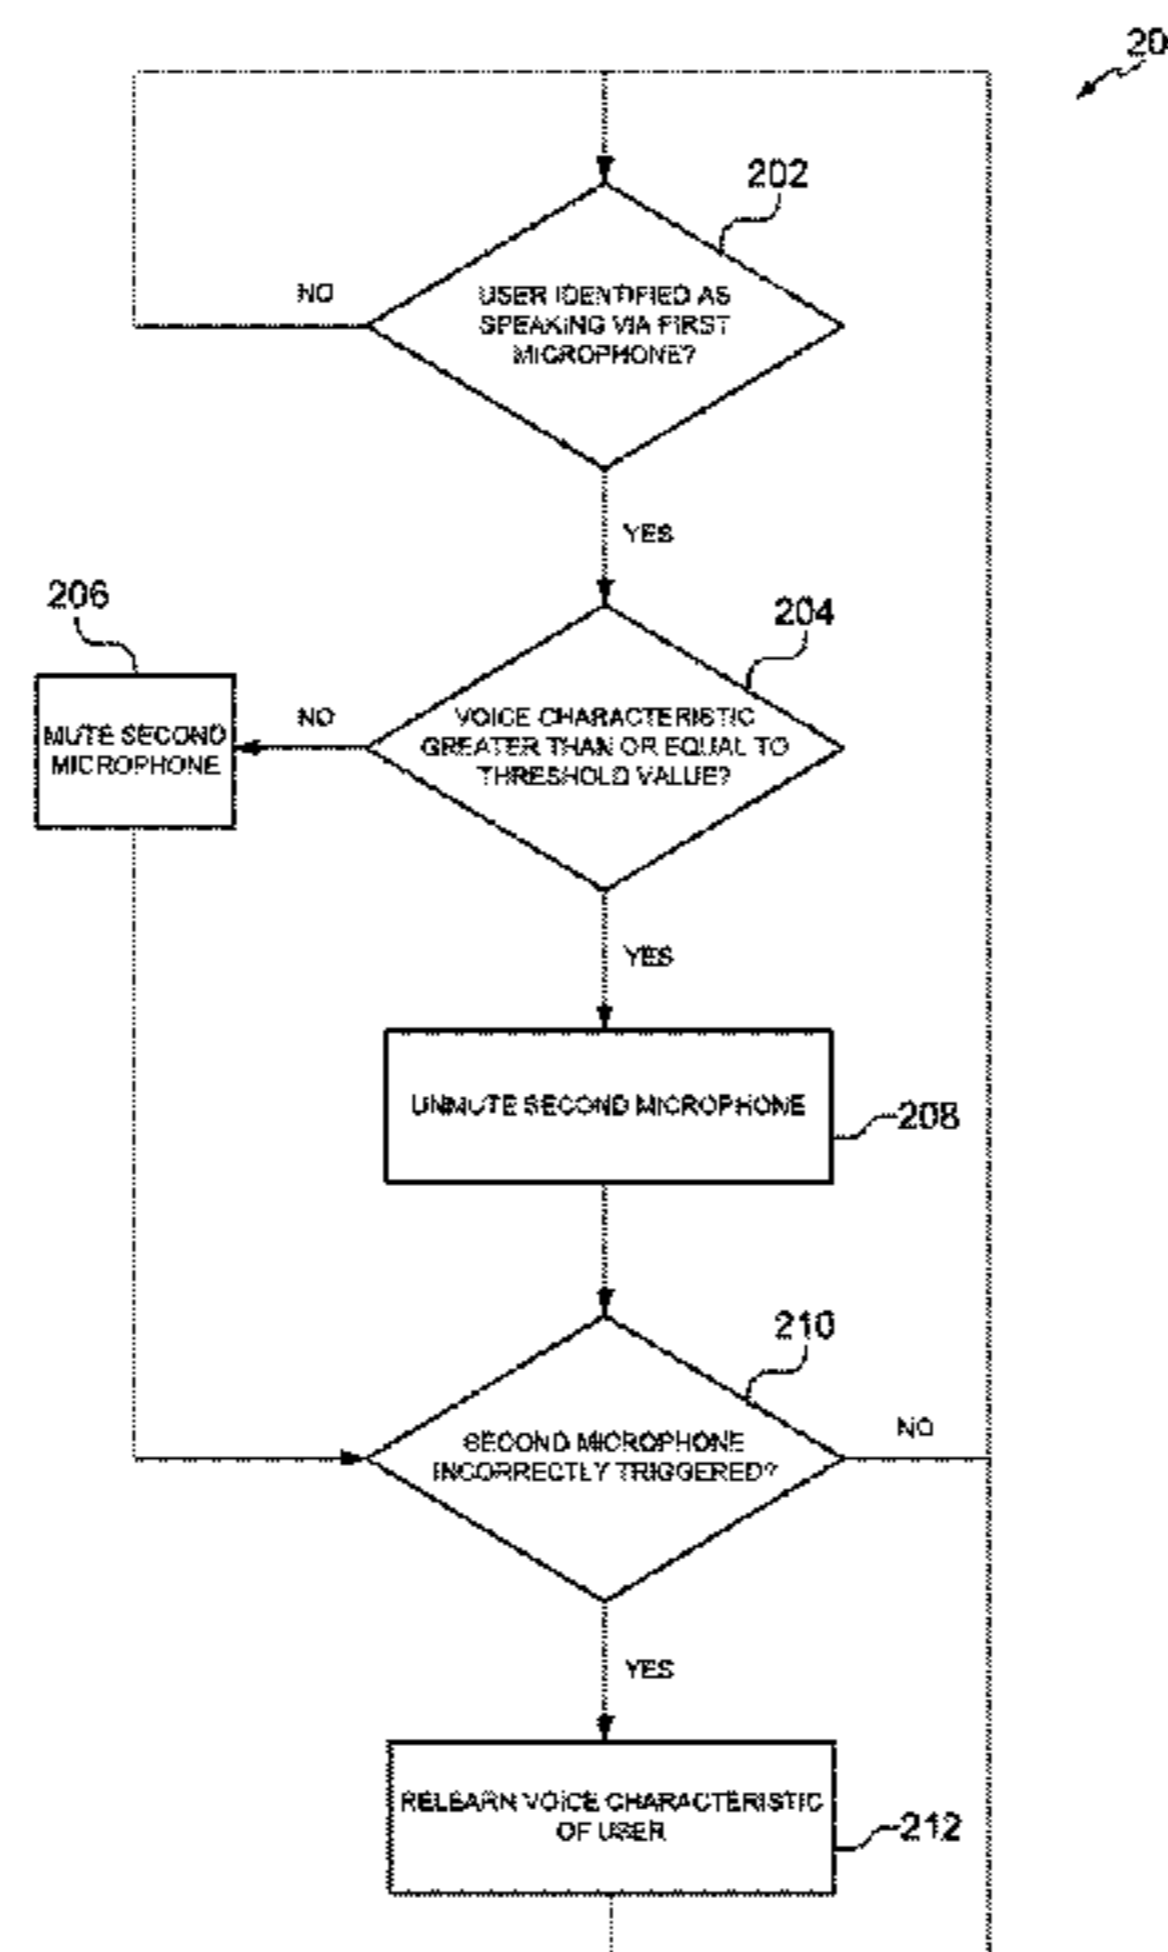 20
202
NO
USER IDENTIFIED AS
SPEAKING VIA FIRST
MICROPHONE?
YES
206
204
MUTE SECOND
MICROPHONE
NO
VOICE CHARACTERISTIC
GREATER THAN OR EQUAL TO
THRESHOLD VALUE?
YES
UNMUTE SECOND MICROPHONE
208
210
SECOND MICROPHONE
INCORRECTLY TRIGGERED?
NO
YES
RELEARN VOICE CHARACTERISTIC
OF USER
212